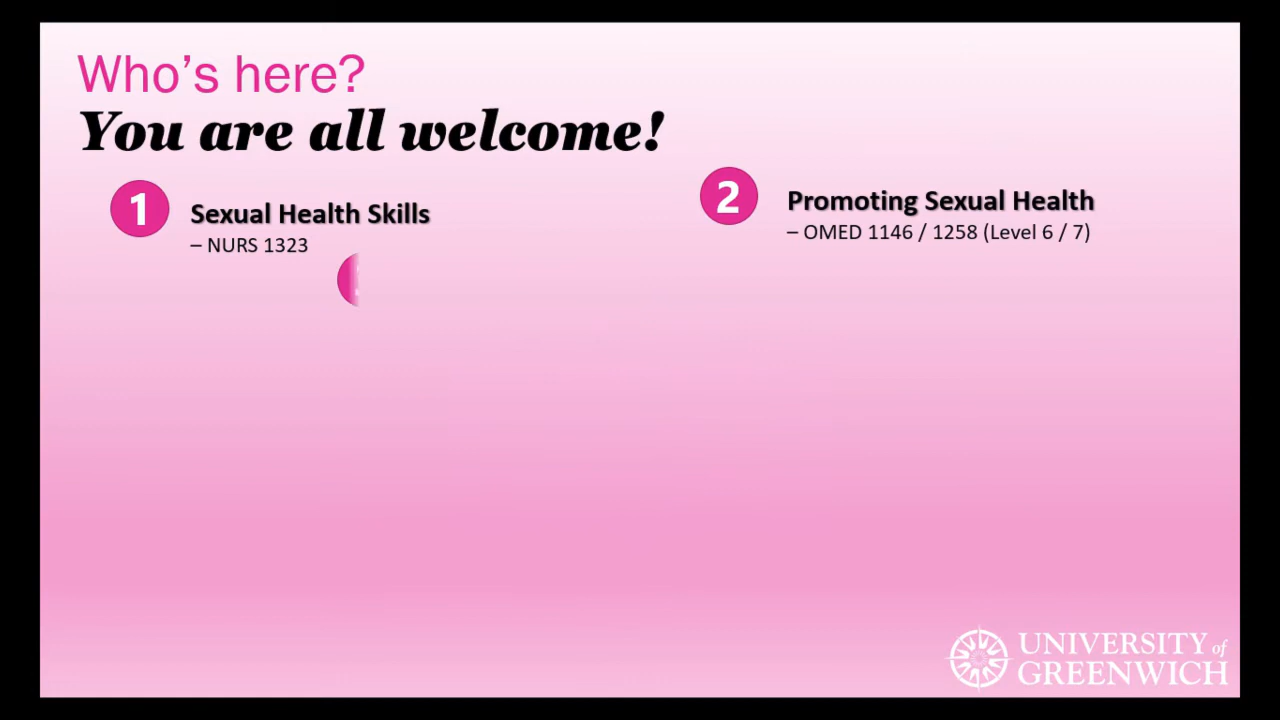 Who's here?
You are all welcome!
1
Sexual Health Skills
– NURS 1323
2
Promoting Sexual Health
– OMED 1146 / 1258 (Level 6 / 7)
UNIVERSITY of
GREENWICH